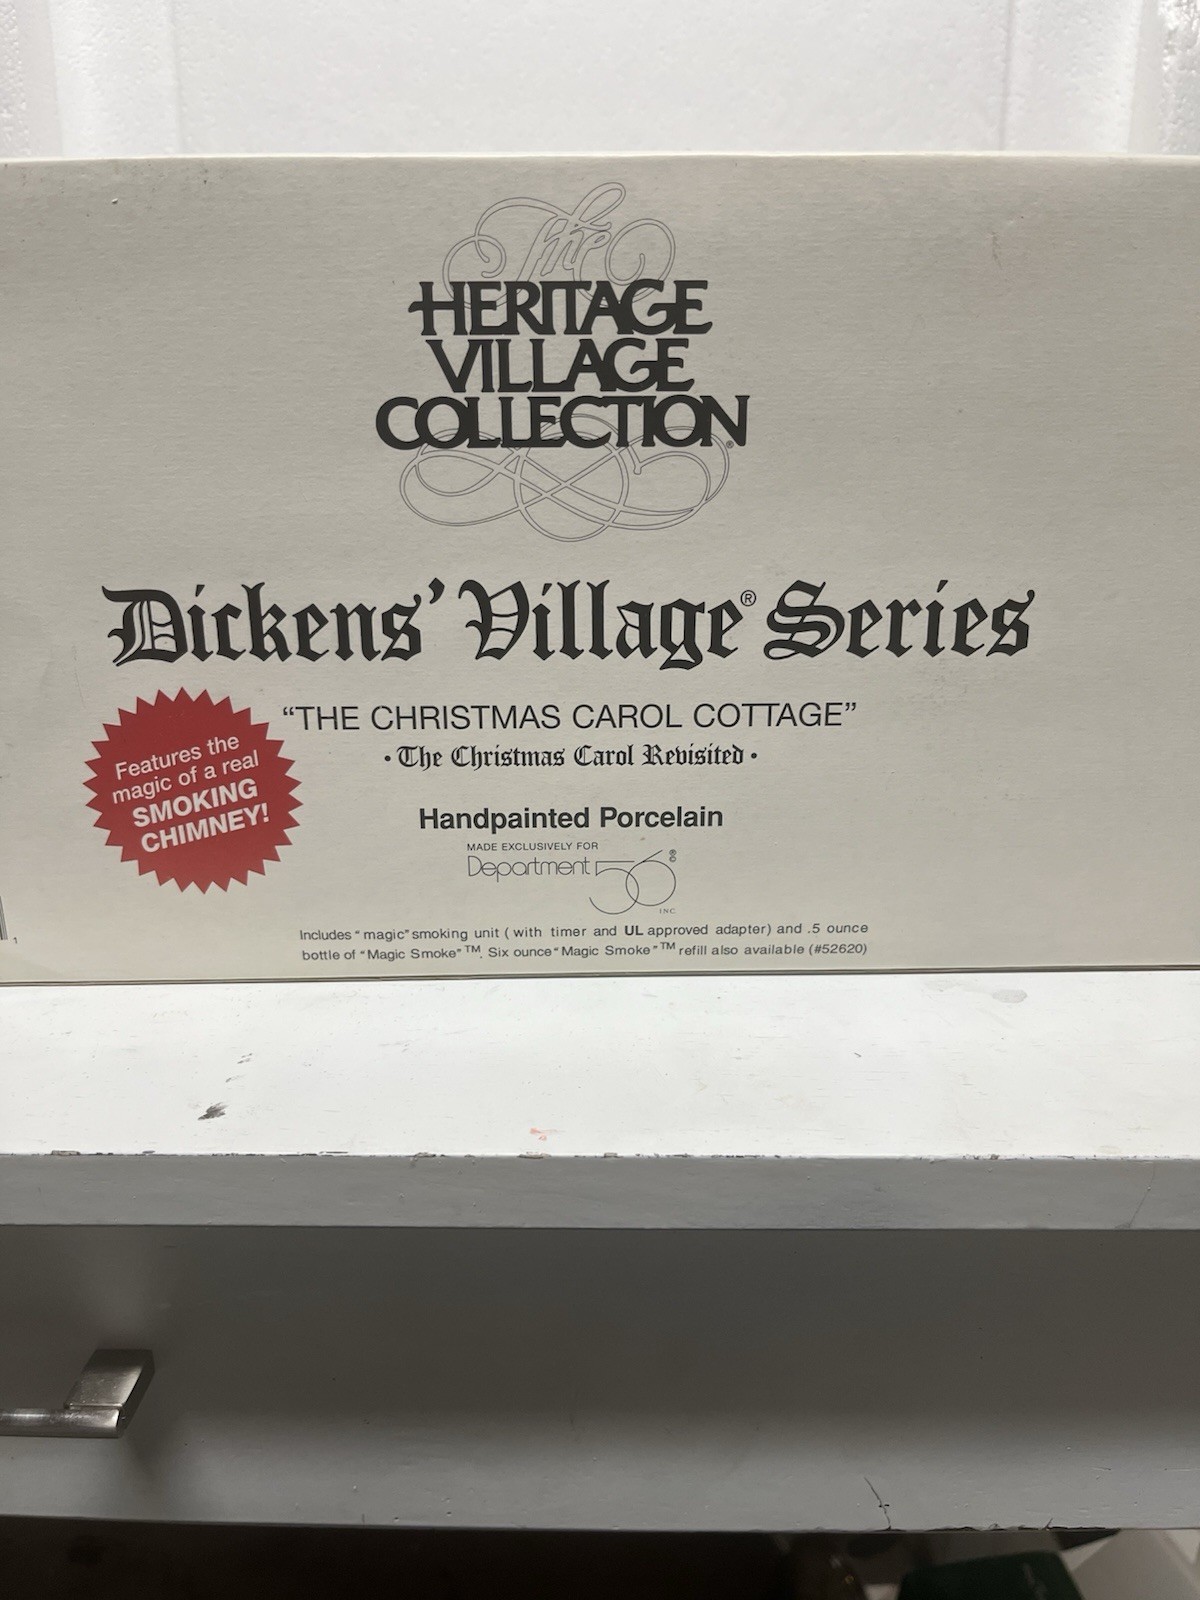 The
HERITAGE
VILLAGE
COLLECTION®
Dickens' Village® Series
"THE CHRISTMAS CAROL COTTAGE"
• The Christmas Carol Revisited •
Features the
magic of a real
SMOKING
CHIMNEY!
Handpainted Porcelain
MADE EXCLUSIVELY FOR
Department 56®
INC.
Includes "magic" smoking unit ( with timer and UL approved adapter) and .5 ounce
bottle of "Magic Smoke"™. Six ounce "Magic Smoke"™ refill also available (#52620)
1